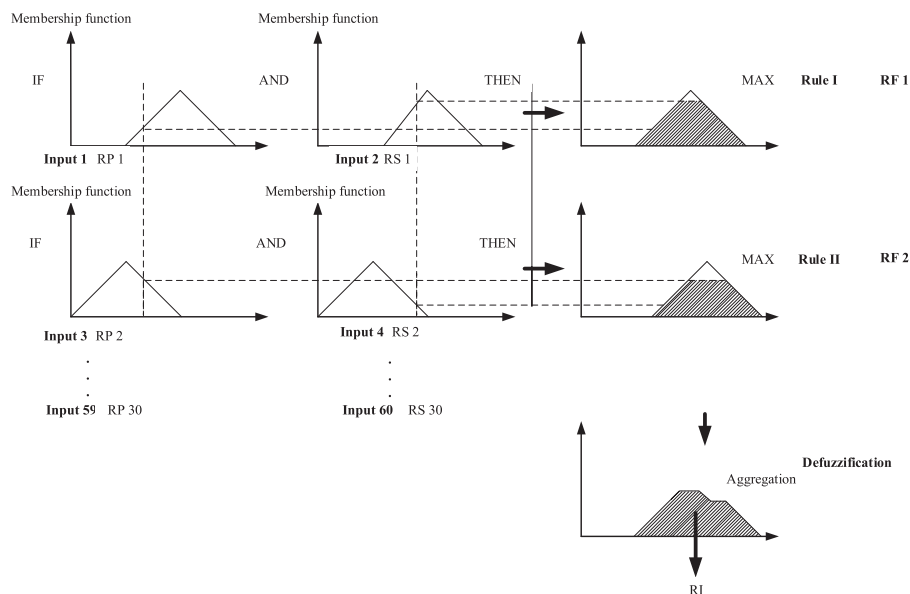 Membership function
Membership function
IF
AND
THEN
MAX
Rule I
RF 1
Input 1 RP 1
Input 2 RS 1
Membership function
Membership function
IF
AND
THEN
MAX
Rule II
RF 2
Input 3 RP 2
Input 4 RS 2
Input 59 RP 30
Input 60 RS 30
Defuzzification
Aggregation
RI